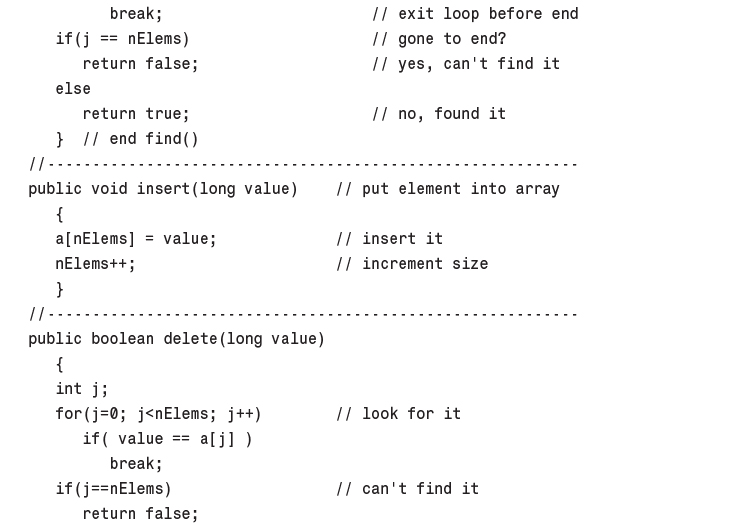 break; // exit loop before end
if(j == nElems) // gone to end?
return false; // yes, can't find it
else
return true; // no, found it
} // end find()
//-----------------------------------------------------------
public void insert(long value) // put element into array
{
a[nElems] = value; // insert it
nElems++; // increment size
}
//-----------------------------------------------------------
public boolean delete(long value)
{
int j;
for(j=0; j<nElems; j++) // look for it
if( value == a[j] )
break;
if(j==nElems) // can't find it
return false;